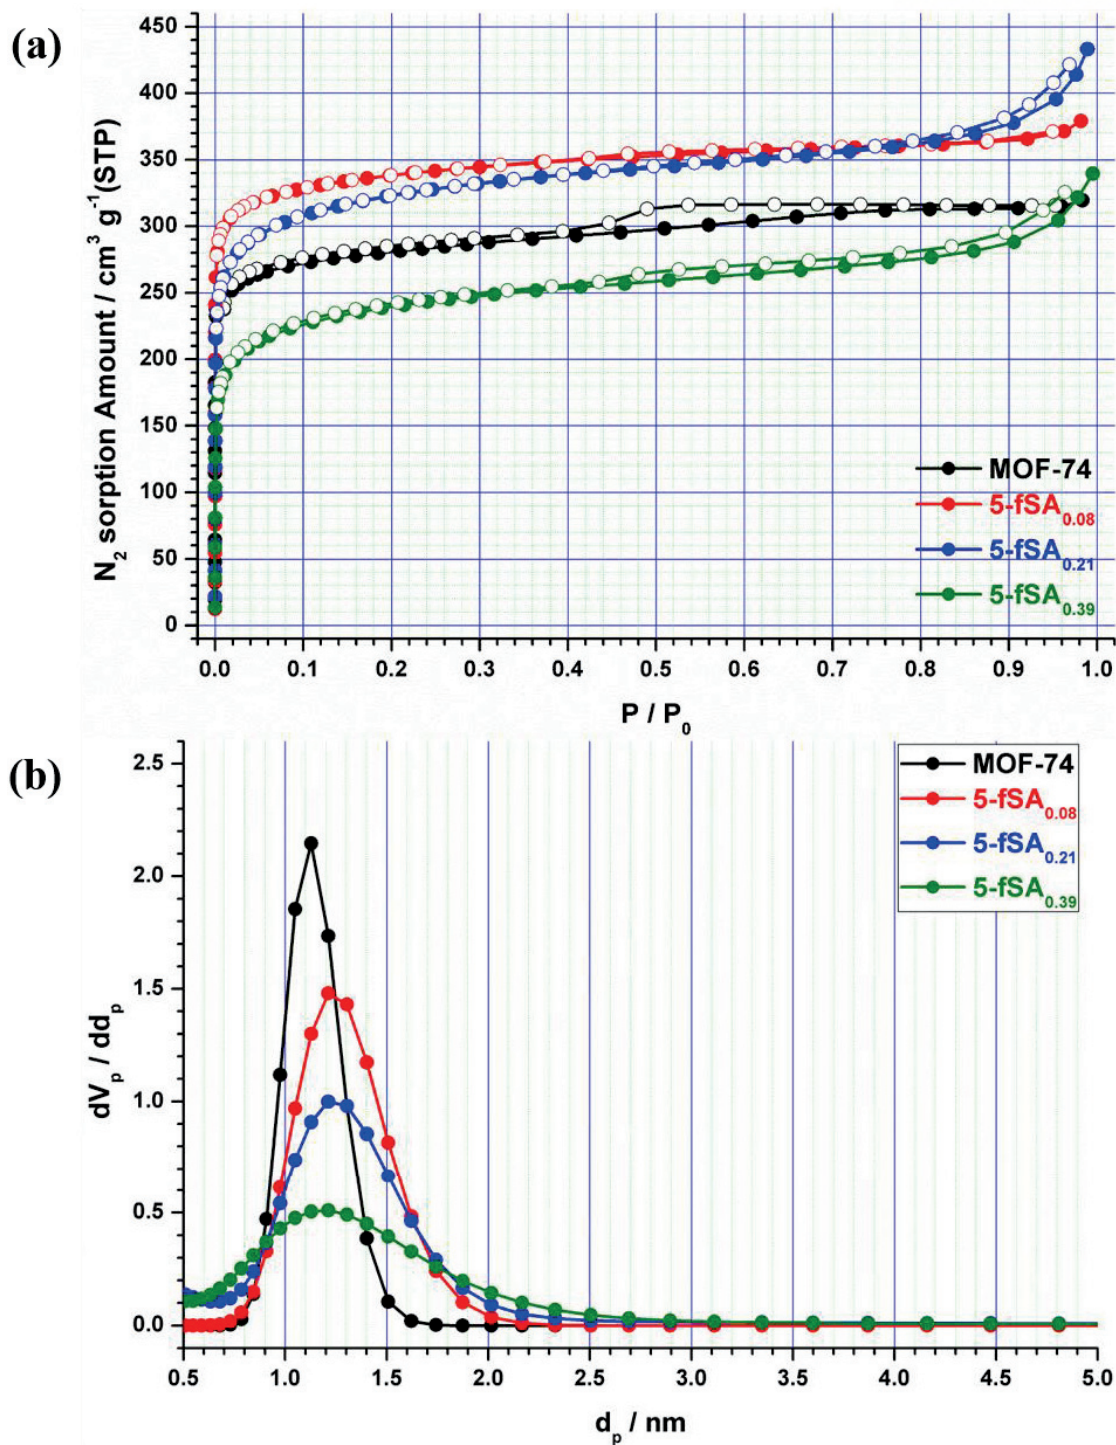 (a)
N2 sorption Amount / cm3 g-1(STP)
450
400
350
300
250
200
150
100
50
0
MOF-74
5-fSA0.08
5-fSA0.21
5-fSA0.39
0.0 0.1 0.2 0.3 0.4 0.5 0.6 0.7 0.8 0.9 1.0
P / P0
(b)
dVp / ddp
2.5
2.0
1.5
1.0
0.5
0.0
MOF-74
5-fSA0.08
5-fSA0.21
5-fSA0.39
0.5 1.0 1.5 2.0 2.5 3.0 3.5 4.0 4.5 5.0
dp / nm